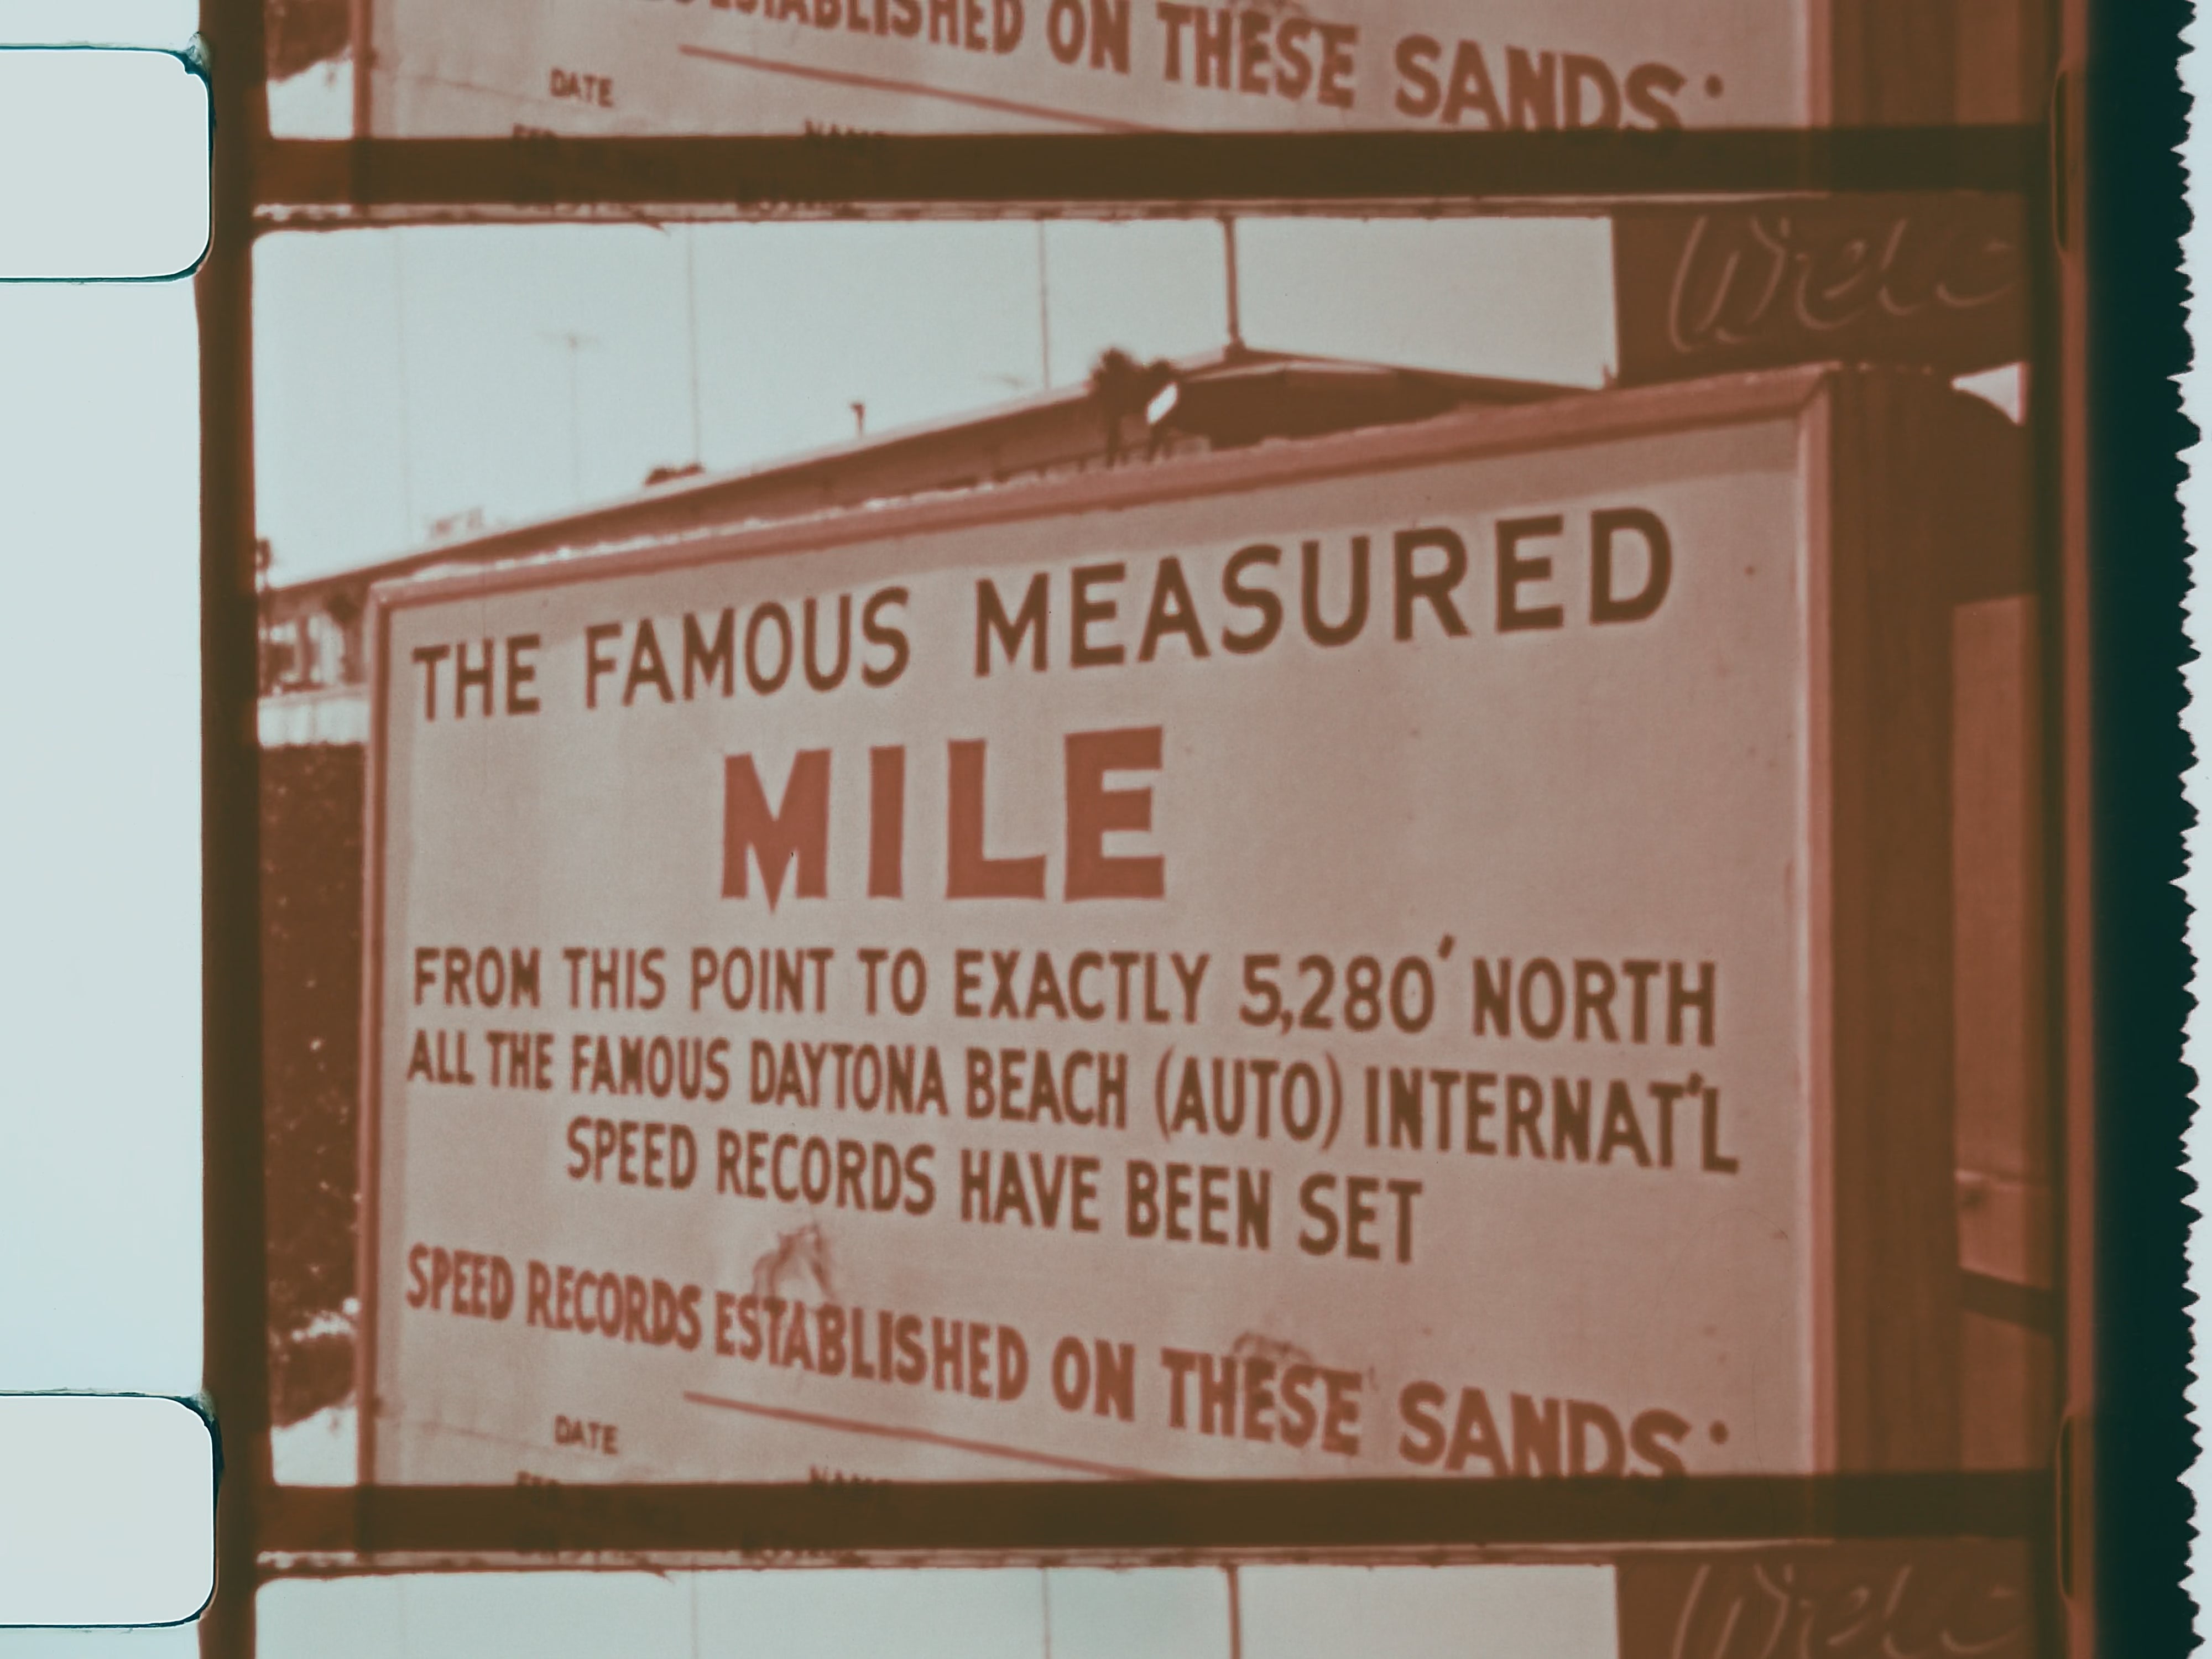 ESTABLISHED ON THESE SANDS:
DATE
THE FAMOUS MEASURED
MILE
FROM THIS POINT TO EXACTLY 5,280' NORTH
ALL THE FAMOUS DAYTONA BEACH (AUTO) INTERNAT'L
SPEED RECORDS HAVE BEEN SET
SPEED RECORDS ESTABLISHED ON THESE SANDS:
DATE